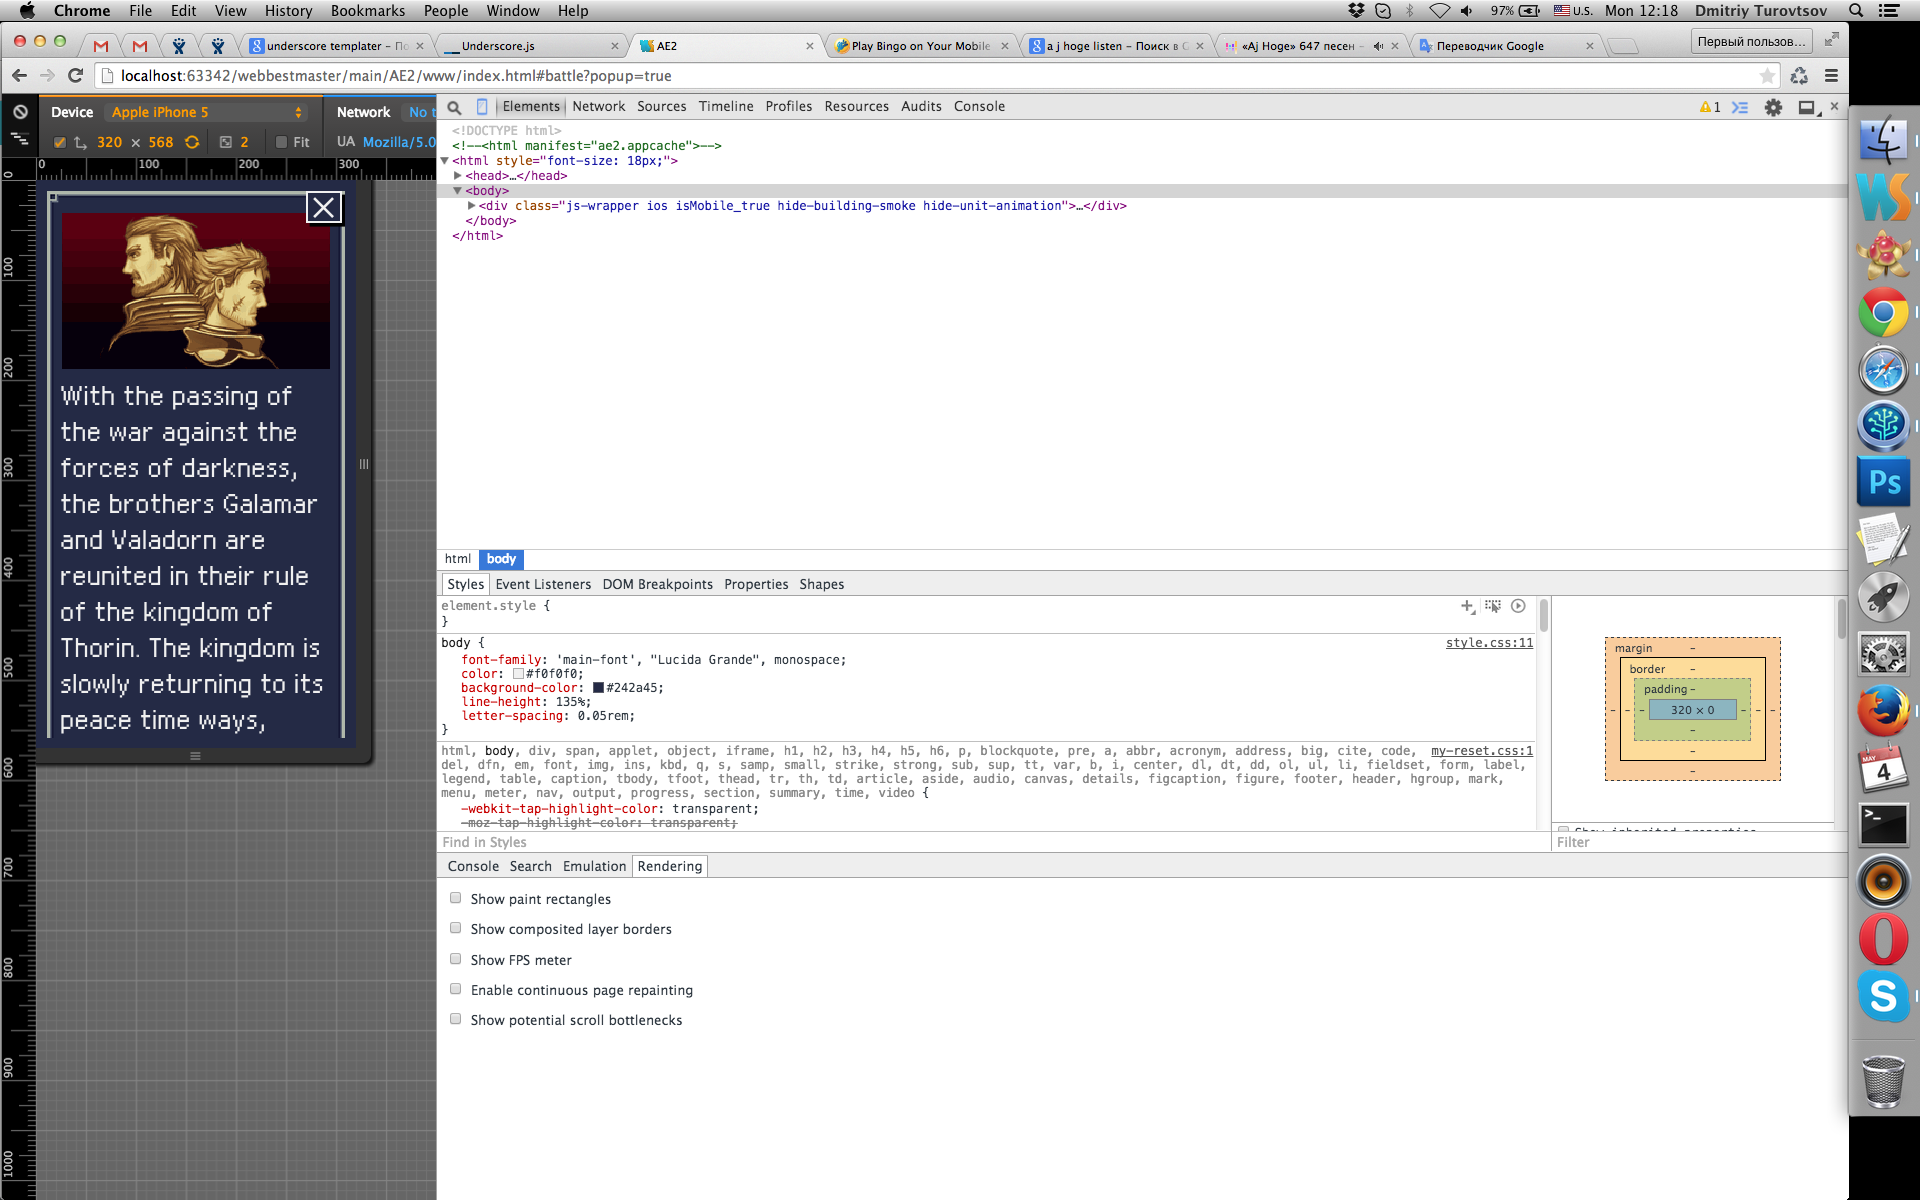 Chrome File Edit View History Bookmarks People Window Help 97% U.S. Mon 12:18 Dmitriy Turovtsov
underscore templater – По Underscore.js AE2 Play Bingo on Your Mobile a j hoge listen – Поиск в G «Aj Hoge» 647 песен – Переводчик Google Первый пользов...
localhost:63342/webbestmaster/main/AE2/www/index.html#battle?popup=true
Device Apple iPhone 5 Network No t
320 × 568 2 Fit UA Mozilla/5.0
0 100 200 300
0
100
200
300
400
500
600
700
800
900
1000
With the passing of
the war against the
forces of darkness,
the brothers Galamar
and Valadorn are
reunited in their rule
of the kingdom of
Thorin. The kingdom is
slowly returning to its
peace time ways,
Elements Network Sources Timeline Profiles Resources Audits Console 1
<!DOCTYPE html>
<!--<html manifest="ae2.appcache">-->
<html style="font-size: 18px;">
<head>…</head>
<body>
<div class="js-wrapper ios isMobile_true hide-building-smoke hide-unit-animation">…</div>
</body>
</html>
html body
Styles Event Listeners DOM Breakpoints Properties Shapes
element.style {
}
body { style.css:11
font-family: 'main-font', "Lucida Grande", monospace;
color: #f0f0f0;
background-color: #242a45;
line-height: 135%;
letter-spacing: 0.05rem;
}
html, body, div, span, applet, object, iframe, h1, h2, h3, h4, h5, h6, p, blockquote, pre, a, abbr, acronym, address, big, cite, code, my-reset.css:1
del, dfn, em, font, img, ins, kbd, q, s, samp, small, strike, strong, sub, sup, tt, var, b, i, center, dl, dt, dd, ol, ul, li, fieldset, form, label,
legend, table, caption, tbody, tfoot, thead, tr, th, td, article, aside, audio, canvas, details, figcaption, figure, footer, header, hgroup, mark,
menu, meter, nav, output, progress, section, summary, time, video {
-webkit-tap-highlight-color: transparent;
-moz-tap-highlight-color: transparent;
Find in Styles
margin –
border –
padding –
– – – 320 × 0 – – –
–
–
–
Show inherited properties
Filter
Console Search Emulation Rendering
Show paint rectangles
Show composited layer borders
Show FPS meter
Enable continuous page repainting
Show potential scroll bottlenecks
WS
Ps
MAY
4
>_
S